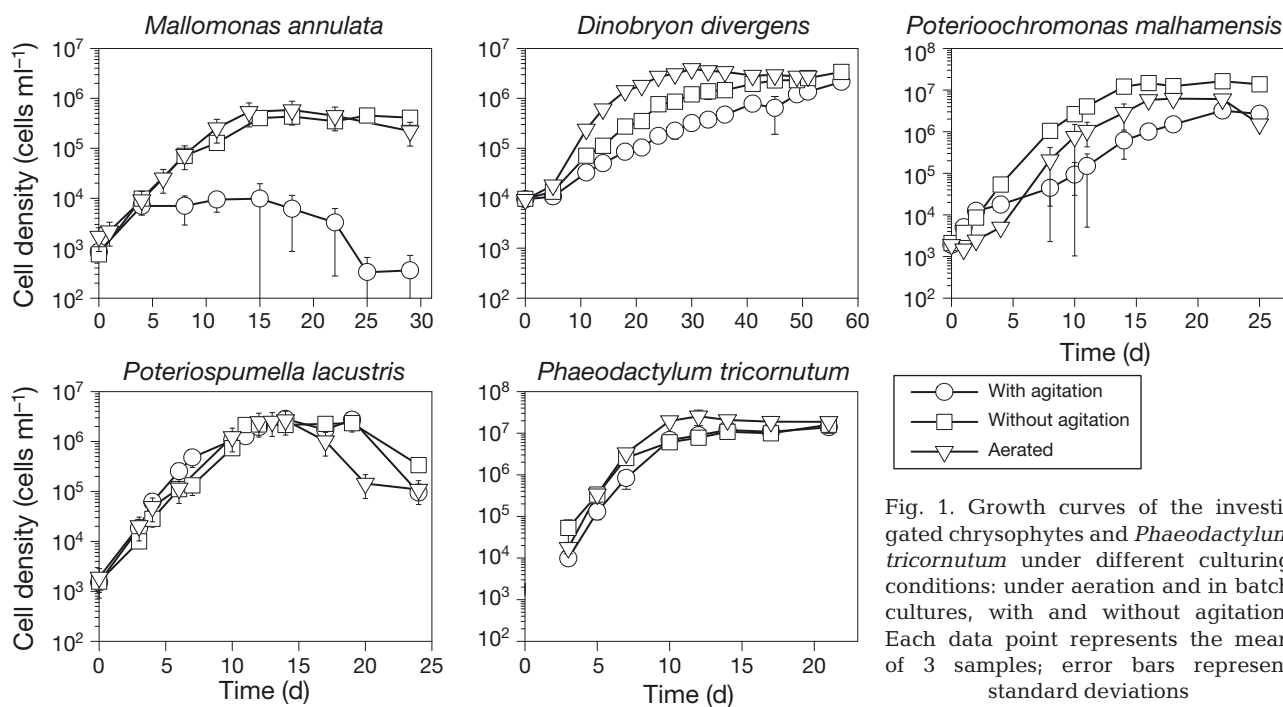 Mallomonas annulata
Dinobryon divergens
Poterioochromonas malhamensis
Cell density (cells ml⁻¹)
10⁷
10⁶
10⁵
10⁴
10³
10²
0 5 10 15 20 25 30
10⁷
10⁶
10⁵
10⁴
10³
10²
0 10 20 30 40 50 60
10⁸
10⁷
10⁶
10⁵
10⁴
10³
10²
0 5 10 15 20 25
Time (d)
Poteriospumella lacustris
Phaeodactylum tricornutum
Cell density (cells ml⁻¹)
10⁷
10⁶
10⁵
10⁴
10³
10²
0 5 10 15 20 25
Time (d)
10⁸
10⁷
10⁶
10⁵
10⁴
10³
10²
0 5 10 15 20
Time (d)
With agitation
Without agitation
Aerated
Fig. 1. Growth curves of the investi-
gated chrysophytes and Phaeodactylum
tricornutum under different culturing
conditions: under aeration and in batch
cultures, with and without agitation
Each data point represents the mean
of 3 samples; error bars represen
standard deviations